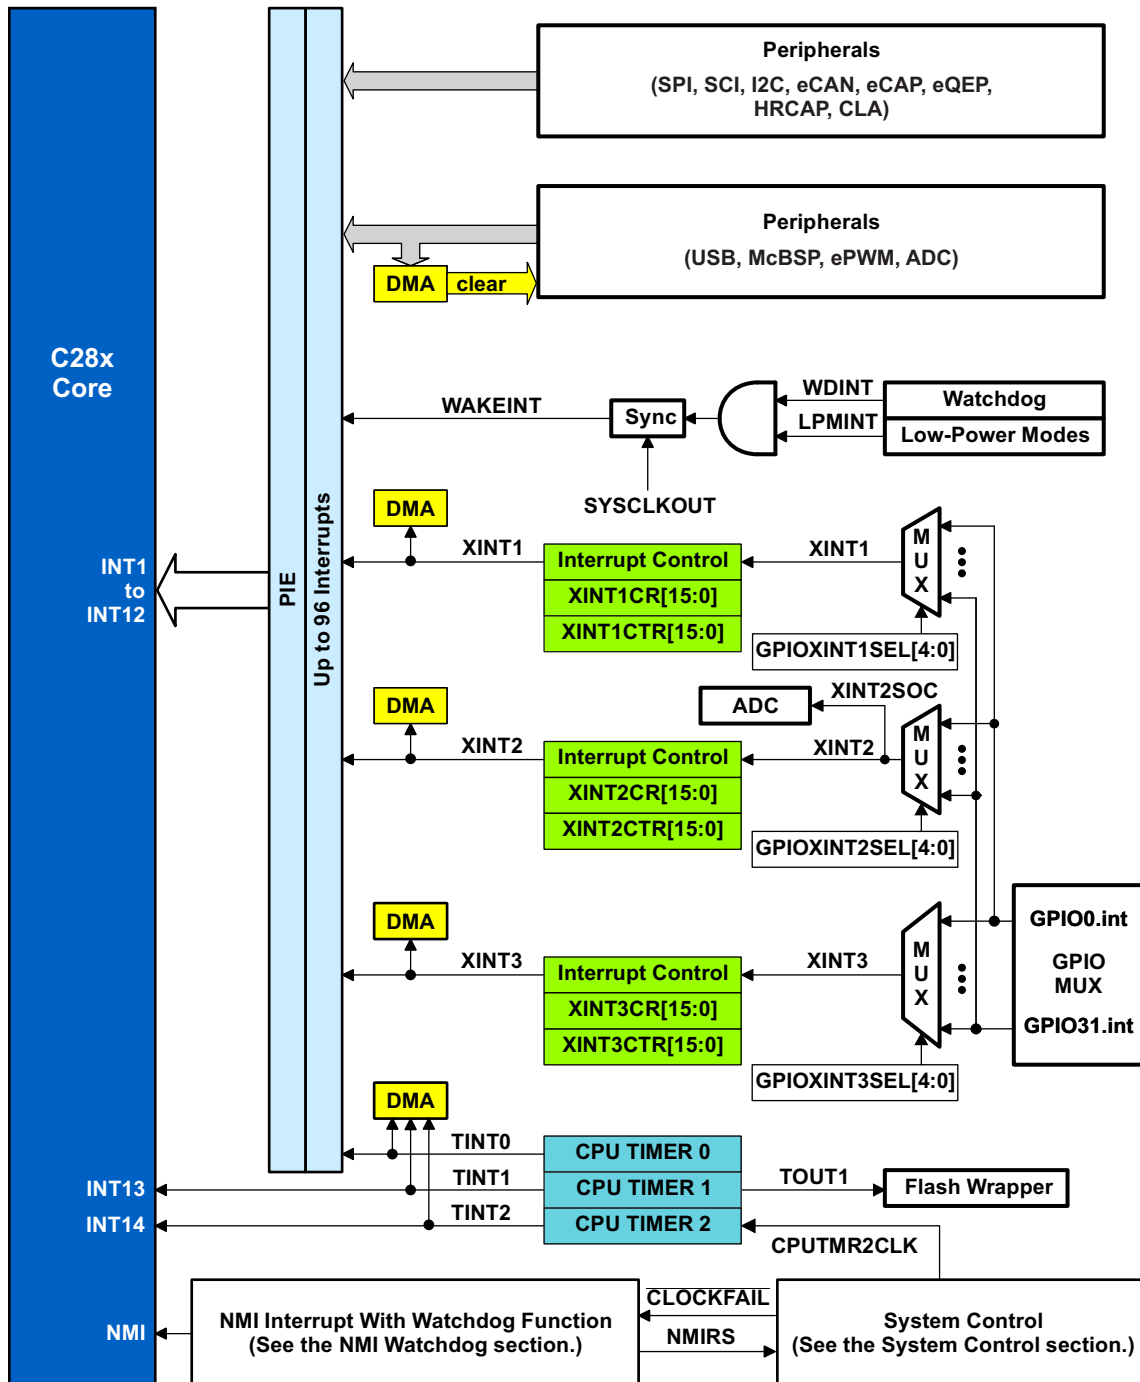 Peripherals
(SPI, SCI, I2C, eCAN, eCAP, eQEP,
HRCAP, CLA)
Peripherals
(USB, McBSP, ePWM, ADC)
DMA
clear
C28x
Core
WAKEINT
Sync
WDINT
LPMINT
Watchdog
Low-Power Modes
SYSCLKOUT
PIE
Up to 96 Interrupts
INT1
to
INT12
DMA
XINT1
Interrupt Control
XINT1CR[15:0]
XINT1CTR[15:0]
XINT1
MUX
GPIOXINT1SEL[4:0]
DMA
XINT2
Interrupt Control
XINT2CR[15:0]
XINT2CTR[15:0]
ADC
XINT2SOC
XINT2
MUX
GPIOXINT2SEL[4:0]
DMA
XINT3
Interrupt Control
XINT3CR[15:0]
XINT3CTR[15:0]
XINT3
MUX
GPIOXINT3SEL[4:0]
GPIO0.int
GPIO
MUX
GPIO31.int
DMA
TINT0
CPU TIMER 0
INT13
TINT1
CPU TIMER 1
TOUT1
Flash Wrapper
INT14
TINT2
CPU TIMER 2
CPUTMR2CLK
NMI
NMI Interrupt With Watchdog Function
(See the NMI Watchdog section.)
CLOCKFAIL
NMIRS
System Control
(See the System Control section.)